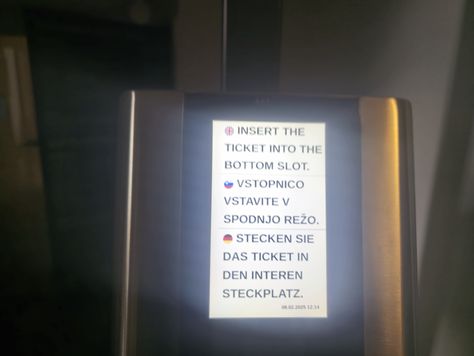 INSERT THE
TICKET INTO THE
BOTTOM SLOT.
VSTOPNICO
VSTAVITE V
SPODNJO REŽO.
STECKEN SIE
DAS TICKET IN
DEN INTEREN
STECKPLATZ.
08.02.2025 12:14